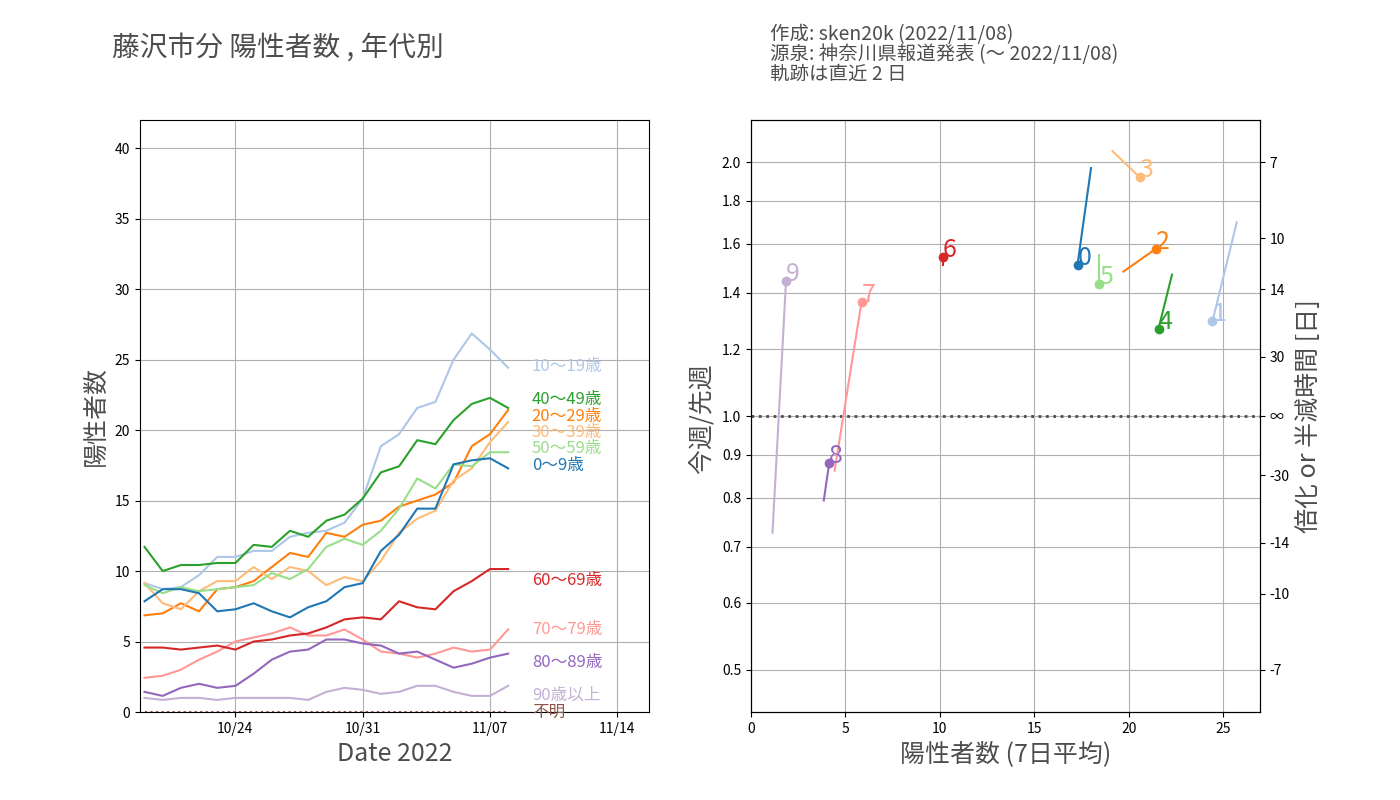 藤沢市分 陽性者数 , 年代別
作成: sken20k (2022/11/08)
源泉: 神奈川県報道発表 (〜 2022/11/08)
軌跡は直近 2 日
陽性者数
40
35
30
25
20
15
10
5
0
10/24
10/31
11/07
11/14
Date 2022
10〜19歳
40〜49歳
20〜29歳
30〜39歳
50〜59歳
0〜9歳
60〜69歳
70〜79歳
80〜89歳
90歳以上
不明
今週/先週
2.0
1.8
1.6
1.4
1.2
1.0
0.9
0.8
0.7
0.6
0.5
0
5
10
15
20
25
陽性者数 (7日平均)
3
2
0
6
5
9
7
1
4
8
7
10
14
30
∞
-30
-14
-10
-7
倍化 or 半減時間 [日]